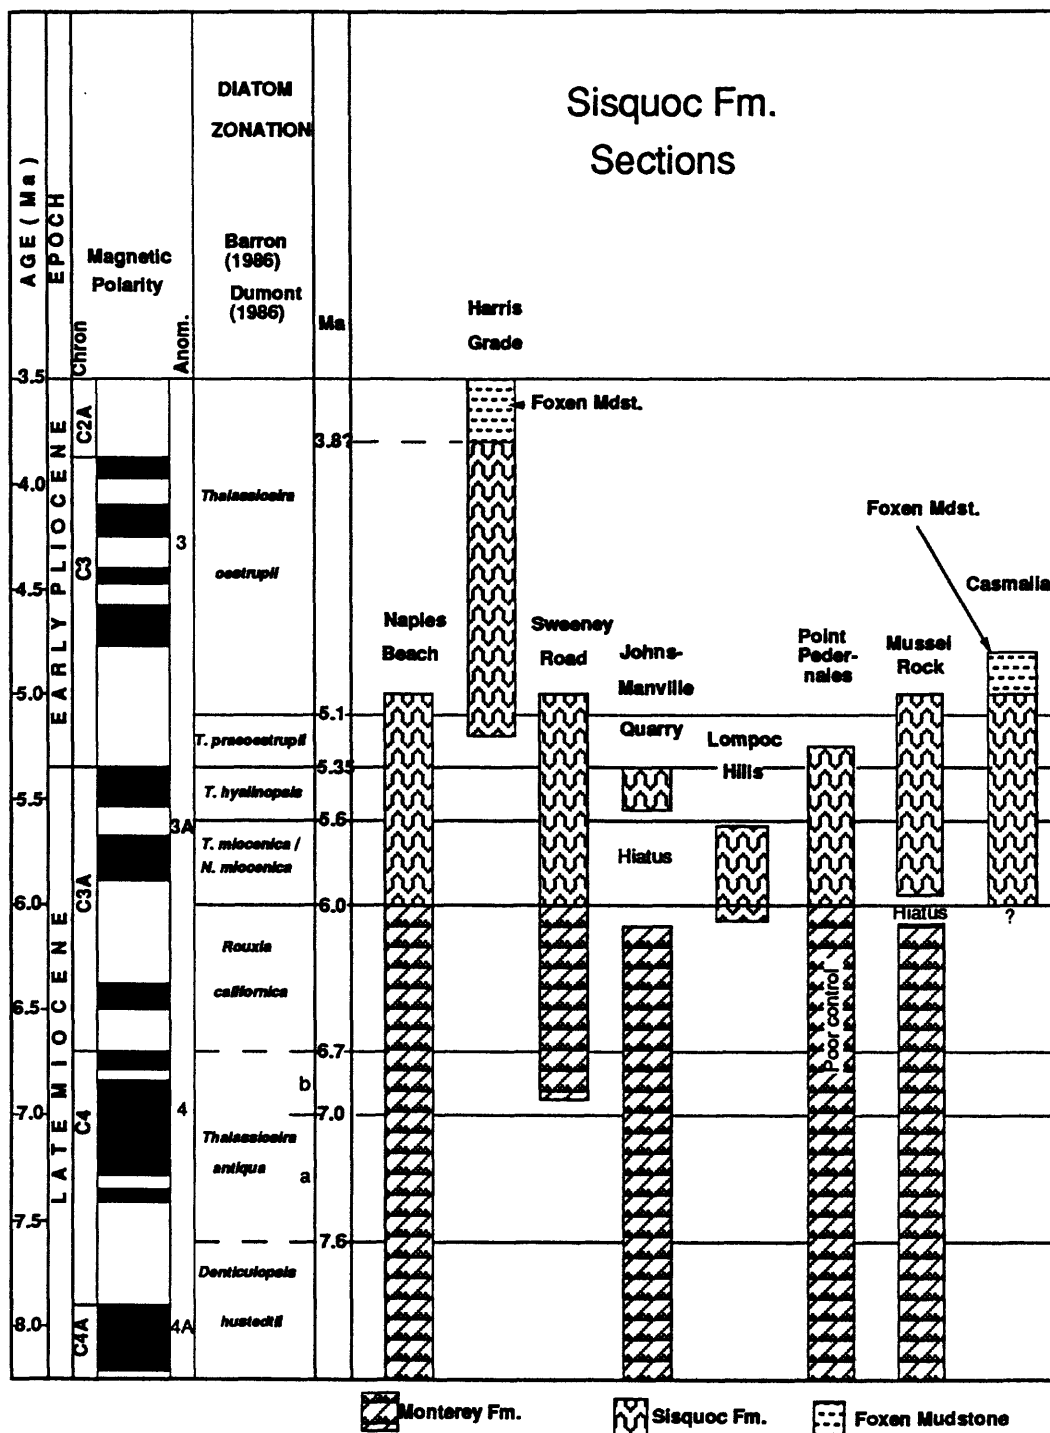 Sisquoc Fm.
Sections
AGE (Ma)
EPOCH
Chron
Magnetic
Polarity
Anom.
DIATOM
ZONATION
Barron
(1986)
Dumont
(1986)
Ma
Harris
Grade
3.5
4.0
4.5
5.0
5.5
6.0
6.5
7.0
7.5
8.0
EARLY PLIOCENE
LATE MIOCENE
C2A
C3
C3A
C4
C4A
3
3A
4
4A
Thalassiosira
oestrupii
T. praeoestrupii
T. hyalinopsis
T. miocenica /
N. miocenica
Rouxia
californica
b
Thalassiosira
antiqua
a
Denticulopsis
hustedtii
3.8?
5.1
5.35
5.6
6.0
6.7
7.0
7.6
Foxen Mdst.
Foxen Mdst.
Casmalia
Naples
Beach
Sweeney
Road
Johns-
Manville
Quarry
Lompoc
Hills
Point
Peder-
nales
Mussel
Rock
Hiatus
Hiatus
?
Poor control
Monterey Fm.
Sisquoc Fm.
Foxen Mudstone